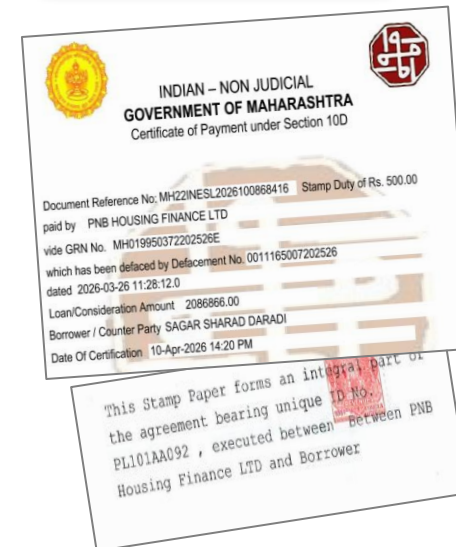 INDIAN – NON JUDICIAL
GOVERNMENT OF MAHARASHTRA
Certificate of Payment under Section 10D
Document Reference No: MH22INESL2026100868416 Stamp Duty of Rs. 500.00
paid by PNB HOUSING FINANCE LTD
vide GRN No. MH019950372202526E
which has been defaced by Defacement No. 0011165007202526
dated 2026-03-26 11:28:12.0
Loan/Consideration Amount 2086866.00
Borrower / Counter Party SAGAR SHARAD DARADI
Date Of Certification 10-Apr-2026 14:20 PM
This Stamp Paper forms an integral part of
the agreement bearing unique ID No.
PL101AA092 , executed between Between PNB
Housing Finance LTD and Borrower